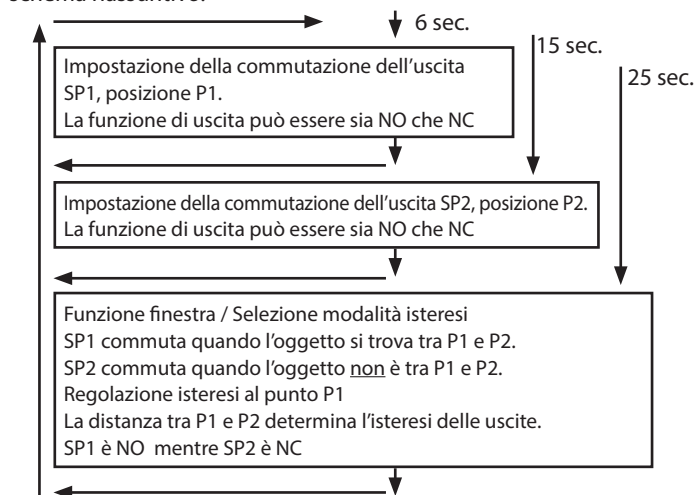 6 sec.
15 sec.
25 sec.
Impostazione della commutazione dell'uscita
SP1, posizione P1.
La funzione di uscita può essere sia NO che NC
Impostazione della commutazione dell'uscita SP2, posizione P2.
La funzione di uscita può essere sia NO che NC
Funzione finestra / Selezione modalità isteresi
SP1 commuta quando l'oggetto si trova tra P1 e P2.
SP2 commuta quando l'oggetto non è tra P1 e P2.
Regolazione isteresi al punto P1
La distanza tra P1 e P2 determina l'isteresi delle uscite.
SP1 è NO mentre SP2 è NC